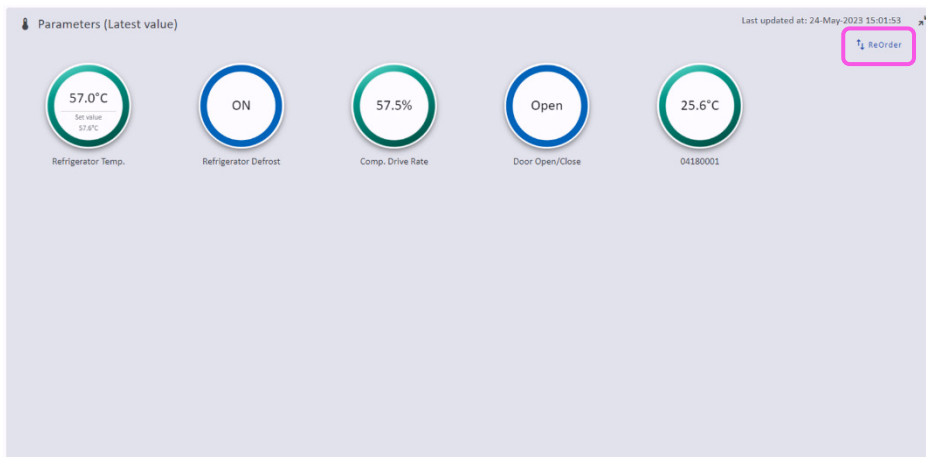 Parameters (Latest value)
Last updated at: 24-May-2023 15:01:53
ReOrder
57.0°C
Set value
57.6°C
ON
57.5%
Open
25.6°C
Refrigerator Temp.
Refrigerator Defrost
Comp. Drive Rate
Door Open/Close
04180001